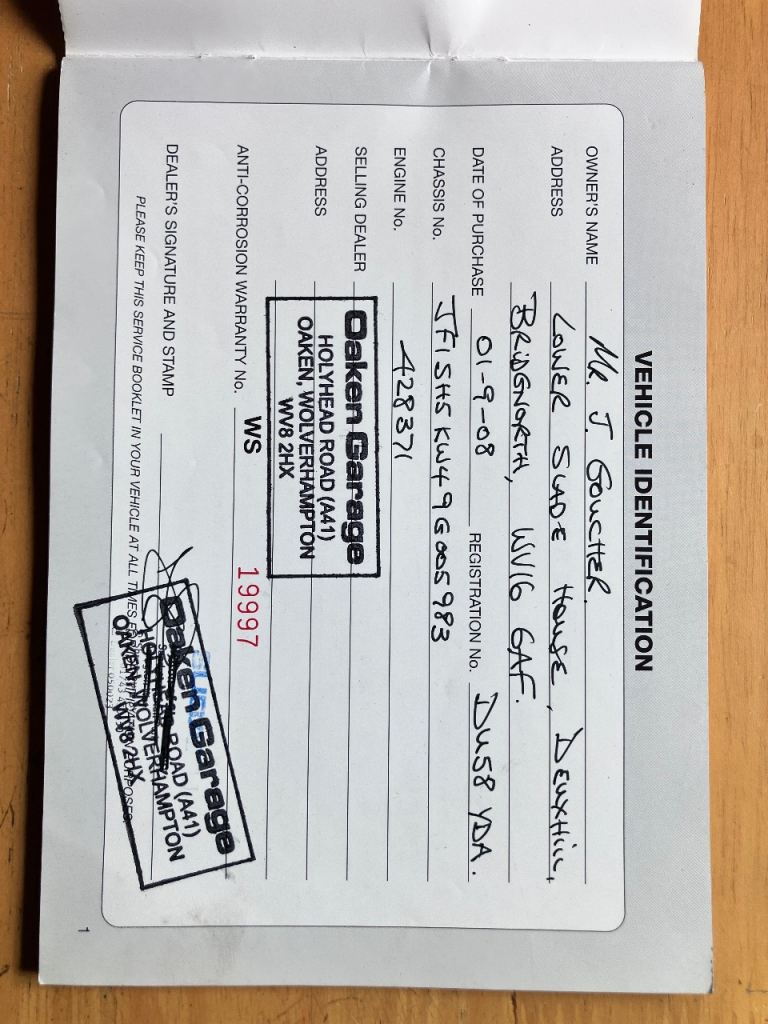 VEHICLE IDENTIFICATION
OWNER'S NAME Mr. J. GOUCHER.
ADDRESS LOWER SLADE HOUSE, DEUXHILL,
BRIDGNORTH, WV16 6AF.
DATE OF PURCHASE 01-9-08 REGISTRATION No. DU58 YDA.
CHASSIS No. JF1SH5KW49G005983
ENGINE No. 428371
SELLING DEALER Oaken Garage
ADDRESS HOLYHEAD ROAD (A41)
OAKEN, WOLVERHAMPTON
WV8 2HX
ANTI-CORROSION WARRANTY No. WS 19997
DEALER'S SIGNATURE AND STAMP
Oaken Garage
HOLYHEAD ROAD (A41)
OAKEN, WOLVERHAMPTON
WV8 2HX
PLEASE KEEP THIS SERVICE BOOKLET IN YOUR VEHICLE AT ALL TIMES
1